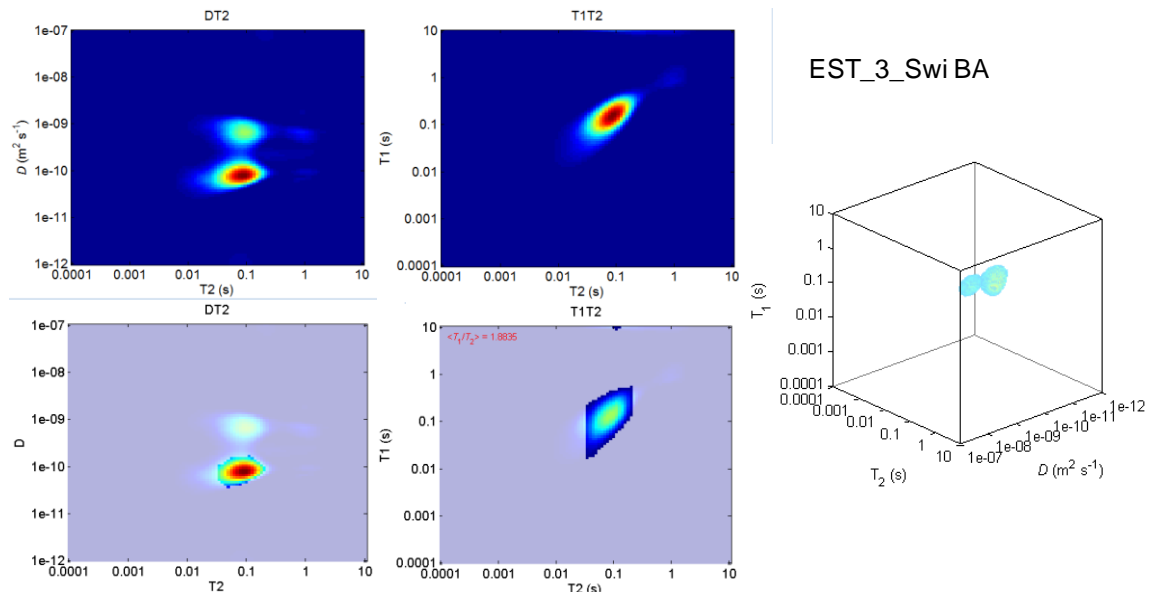 DT2
1e-07
1e-08
1e-09
1e-10
1e-11
1e-12
D (m² s⁻¹)
0.0001
0.001
0.01
0.1
1
10
T2 (s)
T1T2
10
1
0.1
0.01
0.001
0.0001
T1 (s)
0.0001
0.001
0.01
0.1
1
10
T2 (s)
EST_3_Swi BA
10
1
0.1
0.01
0.001
0.0001
T₁ (s)
0.0001
0.001
0.01
0.1
1
10
T₂ (s)
1e-07
1e-08
1e-09
1e-10
1e-11
1e-12
D (m² s⁻¹)
DT2
1e-07
1e-08
1e-09
1e-10
1e-11
1e-12
D
0.0001
0.001
0.01
0.1
1
10
T2
T1T2
<T₁/T₂> = 1.8835
10
1
0.1
0.01
0.001
0.0001
T1 (s)
0.0001
0.001
0.01
0.1
1
10
T2 (s)